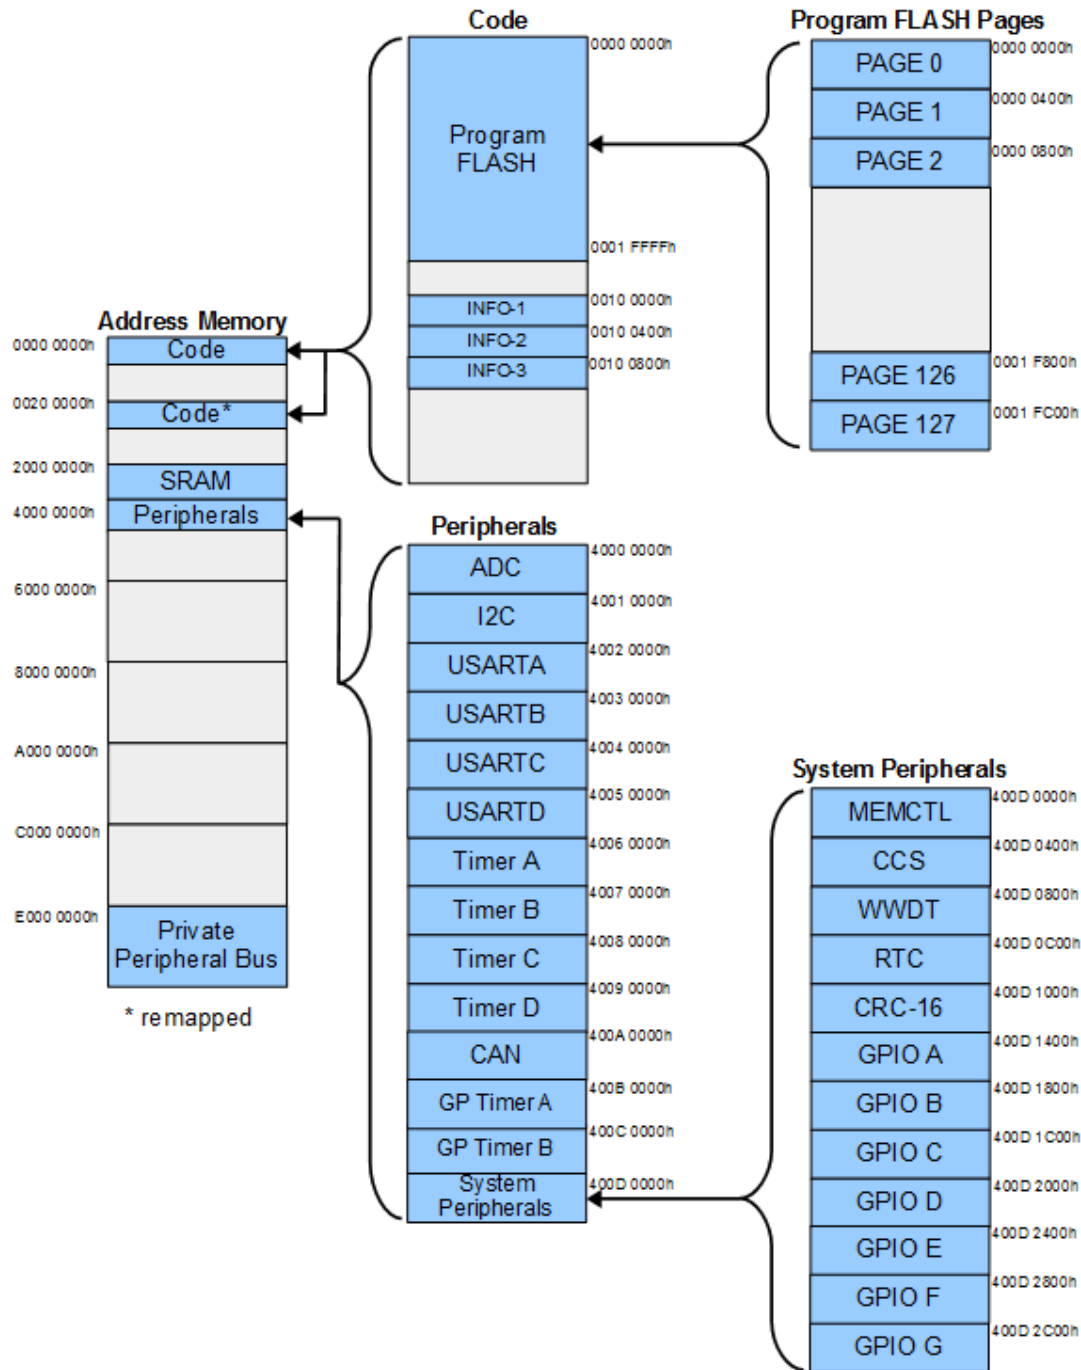 Code
0000 0000h
Program
FLASH
0001 FFFFh
INFO-1
0010 0000h
INFO-2
0010 0400h
INFO-3
0010 0800h
Program FLASH Pages
PAGE 0
0000 0000h
PAGE 1
0000 0400h
PAGE 2
0000 0800h
PAGE 126
0001 F800h
PAGE 127
0001 FC00h
Address Memory
0000 0000h
Code
0020 0000h
Code*
2000 0000h
SRAM
4000 0000h
Peripherals
6000 0000h
8000 0000h
A000 0000h
C000 0000h
E000 0000h
Private
Peripheral Bus
* remapped
Peripherals
ADC
4000 0000h
I2C
4001 0000h
USARTA
4002 0000h
USARTB
4003 0000h
USARTC
4004 0000h
USARTD
4005 0000h
Timer A
4006 0000h
Timer B
4007 0000h
Timer C
4008 0000h
Timer D
4009 0000h
CAN
400A 0000h
GP Timer A
400B 0000h
GP Timer B
400C 0000h
System
Peripherals
400D 0000h
System Peripherals
MEMCTL
400D 0000h
CCS
400D 0400h
WWDT
400D 0800h
RTC
400D 0C00h
CRC-16
400D 1000h
GPIO A
400D 1400h
GPIO B
400D 1800h
GPIO C
400D 1C00h
GPIO D
400D 2000h
GPIO E
400D 2400h
GPIO F
400D 2800h
GPIO G
400D 2C00h